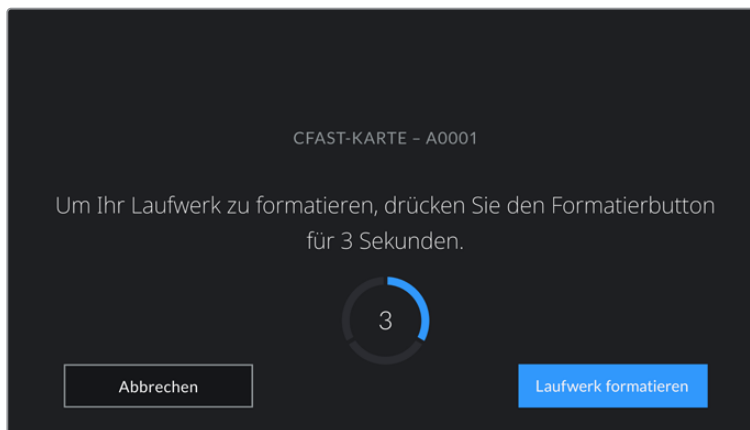 CFAST-KARTE – A0001
Um Ihr Laufwerk zu formatieren, drücken Sie den Formatierbutton
für 3 Sekunden.
3
Abbrechen
Laufwerk formatieren